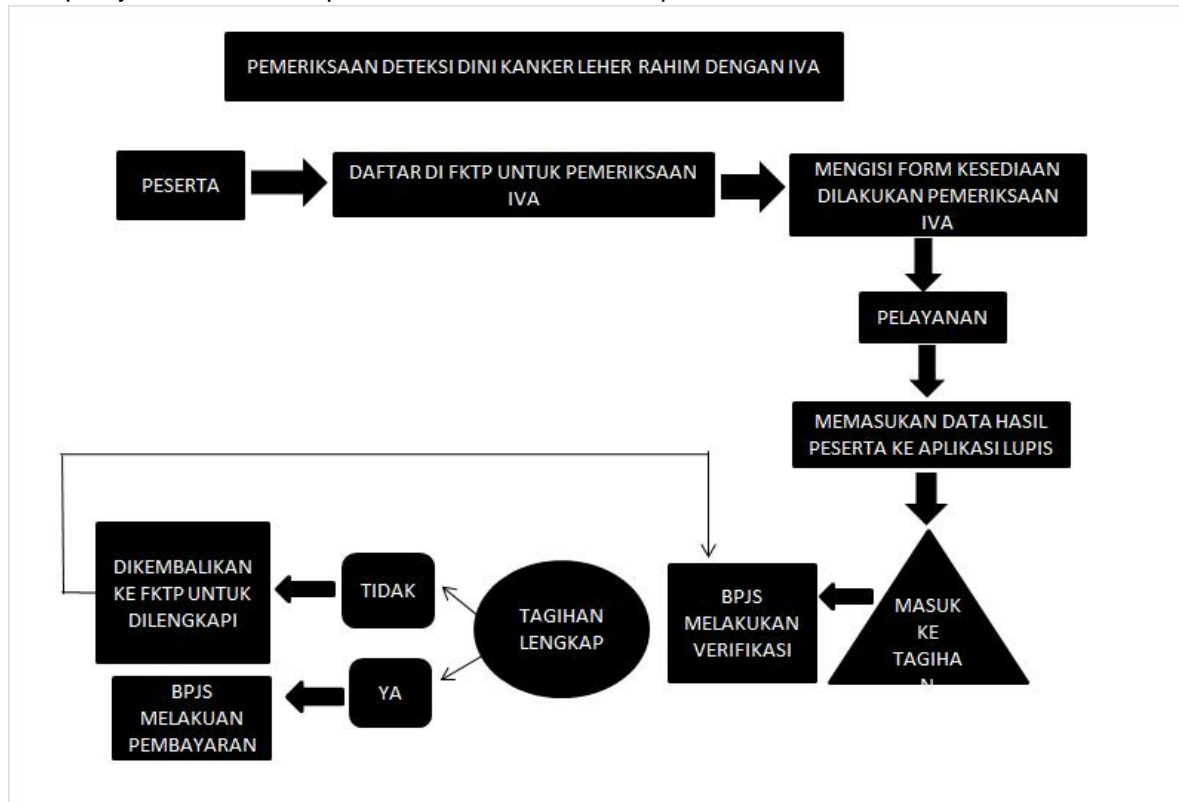 PEMERIKSAAN DETEKSI DINI KANKER LEHER RAHIM DENGAN IVA
PESERTA
DAFTAR DI FKTP UNTUK PEMERIKSAAN
IVA
MENGISI FORM KESEDIAAN
DILAKUKAN PEMERIKSAAN
IVA
PELAYANAN
MEMASUKAN DATA HASIL
PESERTA KE APLIKASI LUPIS
MASUK
KE
TAGIHA
N
BPJS
MELAKUKAN
VERIFIKASI
TAGIHAN
LENGKAP
TIDAK
DIKEMBALIKAN
KE FKTP UNTUK
DILENGKAPI
YA
BPJS
MELAKUAN
PEMBAYARAN